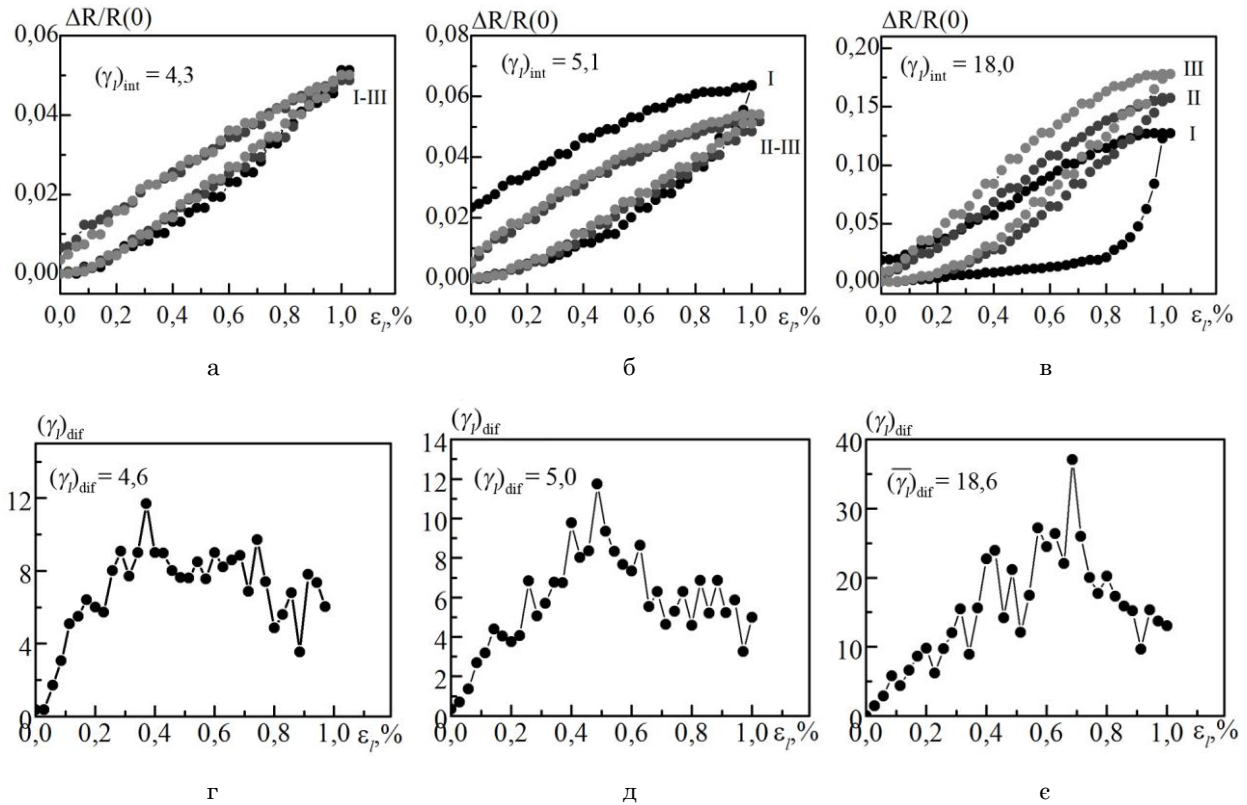 ΔR/R(0)
0,06
0,04
0,02
0,00
(γl)int = 4,3
I-III
0,0 0,2 0,4 0,6 0,8 1,0 εl,%
а
ΔR/R(0)
0,08
0,06
0,04
0,02
0,00
(γl)int = 5,1
I
II-III
0,0 0,2 0,4 0,6 0,8 1,0 εl,%
б
ΔR/R(0)
0,20
0,15
0,10
0,05
0,00
(γl)int = 18,0
III
II
I
0,0 0,2 0,4 0,6 0,8 1,0 εl,%
в
(γl)dif
12
8
4
0
(γl)dif = 4,6
0,0 0,2 0,4 0,6 0,8 1,0 εl,%
г
(γl)dif
14
12
10
8
6
4
2
0
(γl)dif = 5,0
0,0 0,2 0,4 0,6 0,8 1,0 εl,%
д
(γl)dif
40
30
20
10
0
(γl)dif = 18,6
0,0 0,2 0,4 0,6 0,8 1,0 εl,%
є